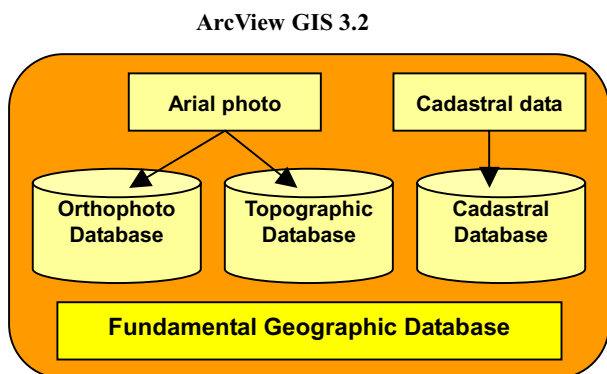 ArcView GIS 3.2
Arial photo
Cadastral data
Orthophoto
Database
Topographic
Database
Cadastral
Database
Fundamental Geographic Database